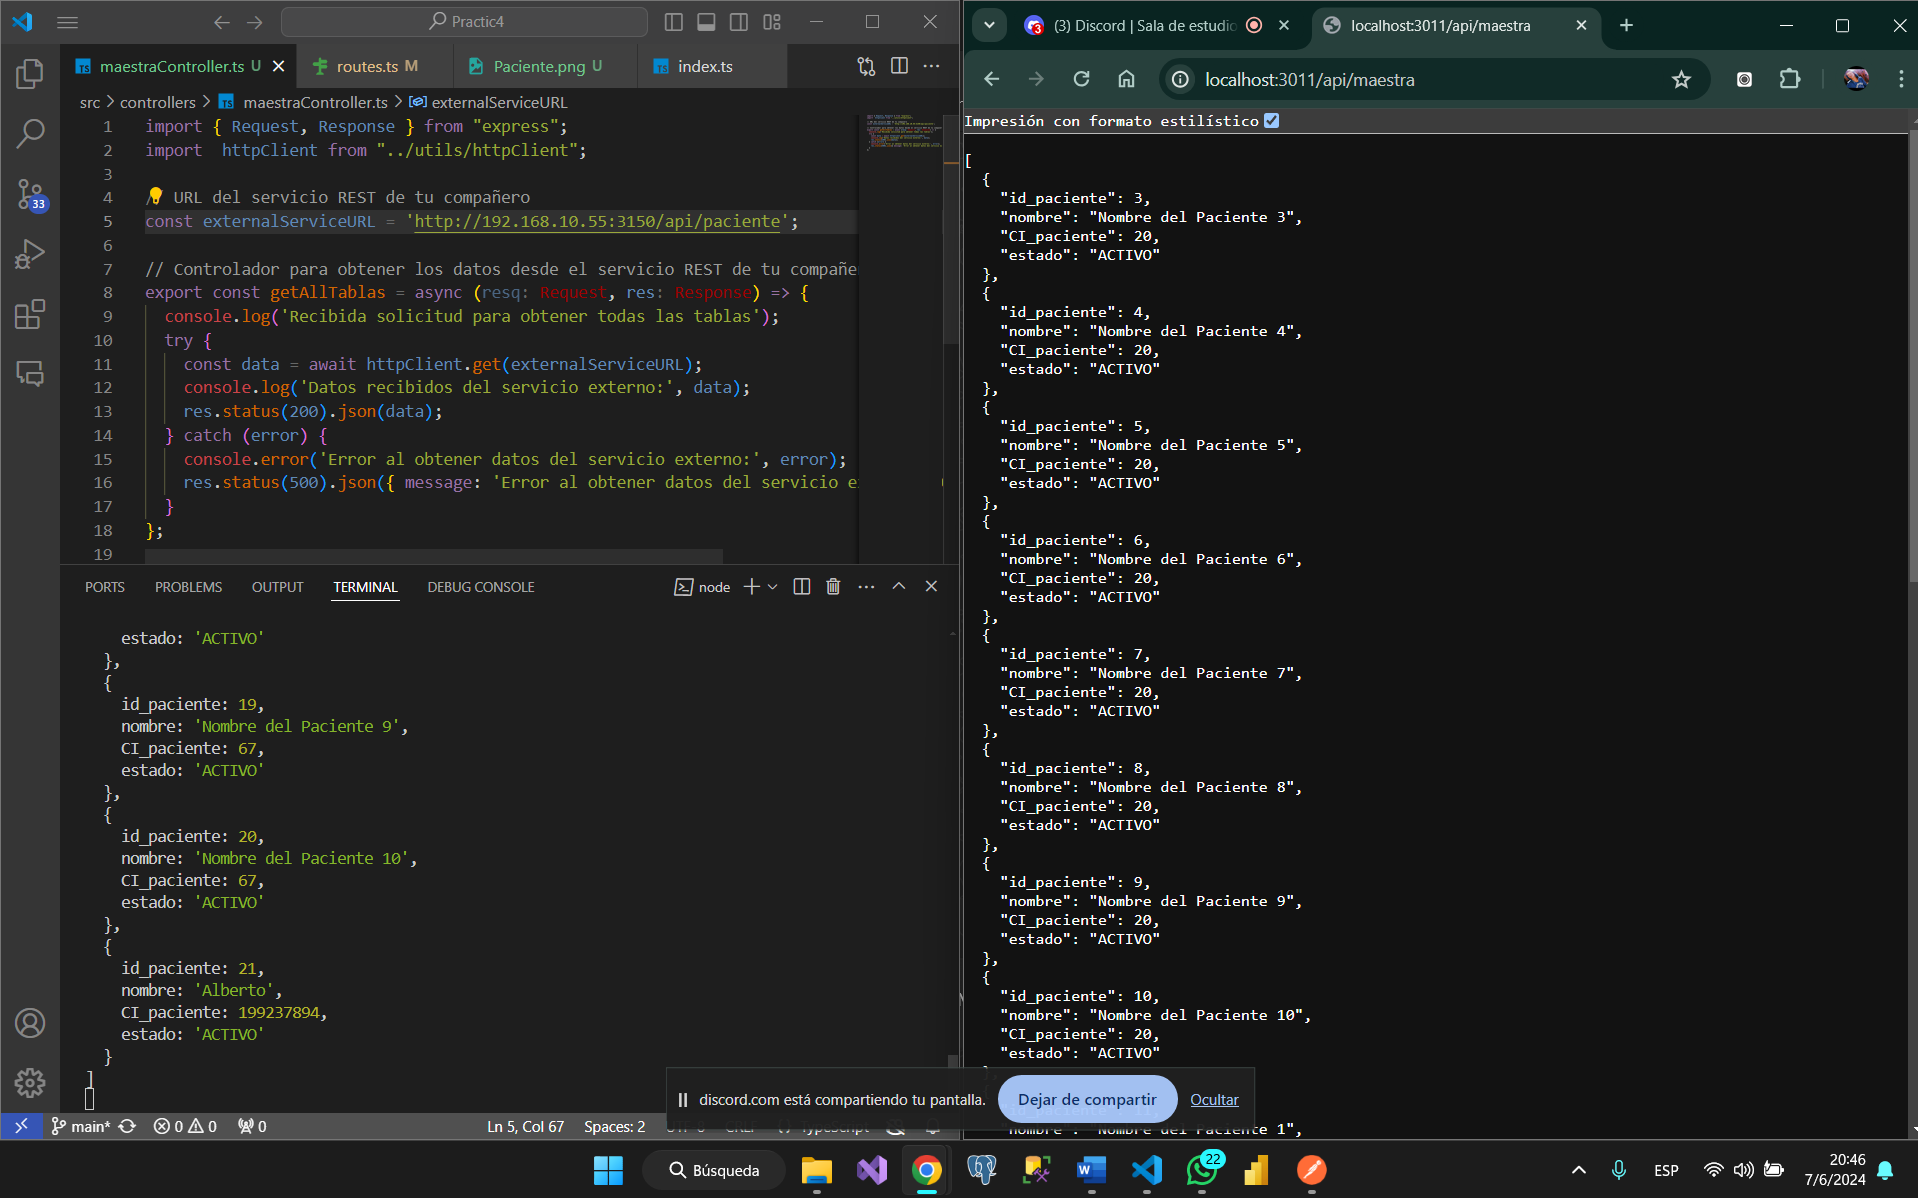 Practic4
maestraController.ts U
routes.ts M
Paciente.png U
index.ts
src > controllers > maestraController.ts > externalServiceURL
1 import { Request, Response } from "express";
2 import  httpClient from "../utils/httpClient";
3
4 URL del servicio REST de tu compañero
5 const externalServiceURL = 'http://192.168.10.55:3150/api/paciente';
6
7 // Controlador para obtener los datos desde el servicio REST de tu compañe
8 export const getAllTablas = async (resq: Request, res: Response) => {
9 console.log('Recibida solicitud para obtener todas las tablas');
10 try {
11 const data = await httpClient.get(externalServiceURL);
12 console.log('Datos recibidos del servicio externo:', data);
13 res.status(200).json(data);
14 } catch (error) {
15 console.error('Error al obtener datos del servicio externo:', error);
16 res.status(500).json({ message: 'Error al obtener datos del servicio e
17 }
18 };
19
33
PORTS PROBLEMS OUTPUT TERMINAL DEBUG CONSOLE node
estado: 'ACTIVO'
},
{
id_paciente: 19,
nombre: 'Nombre del Paciente 9',
CI_paciente: 67,
estado: 'ACTIVO'
},
{
id_paciente: 20,
nombre: 'Nombre del Paciente 10',
CI_paciente: 67,
estado: 'ACTIVO'
},
{
id_paciente: 21,
nombre: 'Alberto',
CI_paciente: 199237894,
estado: 'ACTIVO'
}
]
main* 0 0 0 Ln 5, Col 67 Spaces: 2
(3) Discord | Sala de estudio
localhost:3011/api/maestra
localhost:3011/api/maestra
Impresión con formato estilístico
[
{
"id_paciente": 3,
"nombre": "Nombre del Paciente 3",
"CI_paciente": 20,
"estado": "ACTIVO"
},
{
"id_paciente": 4,
"nombre": "Nombre del Paciente 4",
"CI_paciente": 20,
"estado": "ACTIVO"
},
{
"id_paciente": 5,
"nombre": "Nombre del Paciente 5",
"CI_paciente": 20,
"estado": "ACTIVO"
},
{
"id_paciente": 6,
"nombre": "Nombre del Paciente 6",
"CI_paciente": 20,
"estado": "ACTIVO"
},
{
"id_paciente": 7,
"nombre": "Nombre del Paciente 7",
"CI_paciente": 20,
"estado": "ACTIVO"
},
{
"id_paciente": 8,
"nombre": "Nombre del Paciente 8",
"CI_paciente": 20,
"estado": "ACTIVO"
},
{
"id_paciente": 9,
"nombre": "Nombre del Paciente 9",
"CI_paciente": 20,
"estado": "ACTIVO"
},
{
"id_paciente": 10,
"nombre": "Nombre del Paciente 10",
"CI_paciente": 20,
"estado": "ACTIVO"
discord.com está compartiendo tu pantalla.
Dejar de compartir
Ocultar
"nombre": "Nombre del Paciente 1",
Búsqueda
22
ESP
20:46
7/6/2024